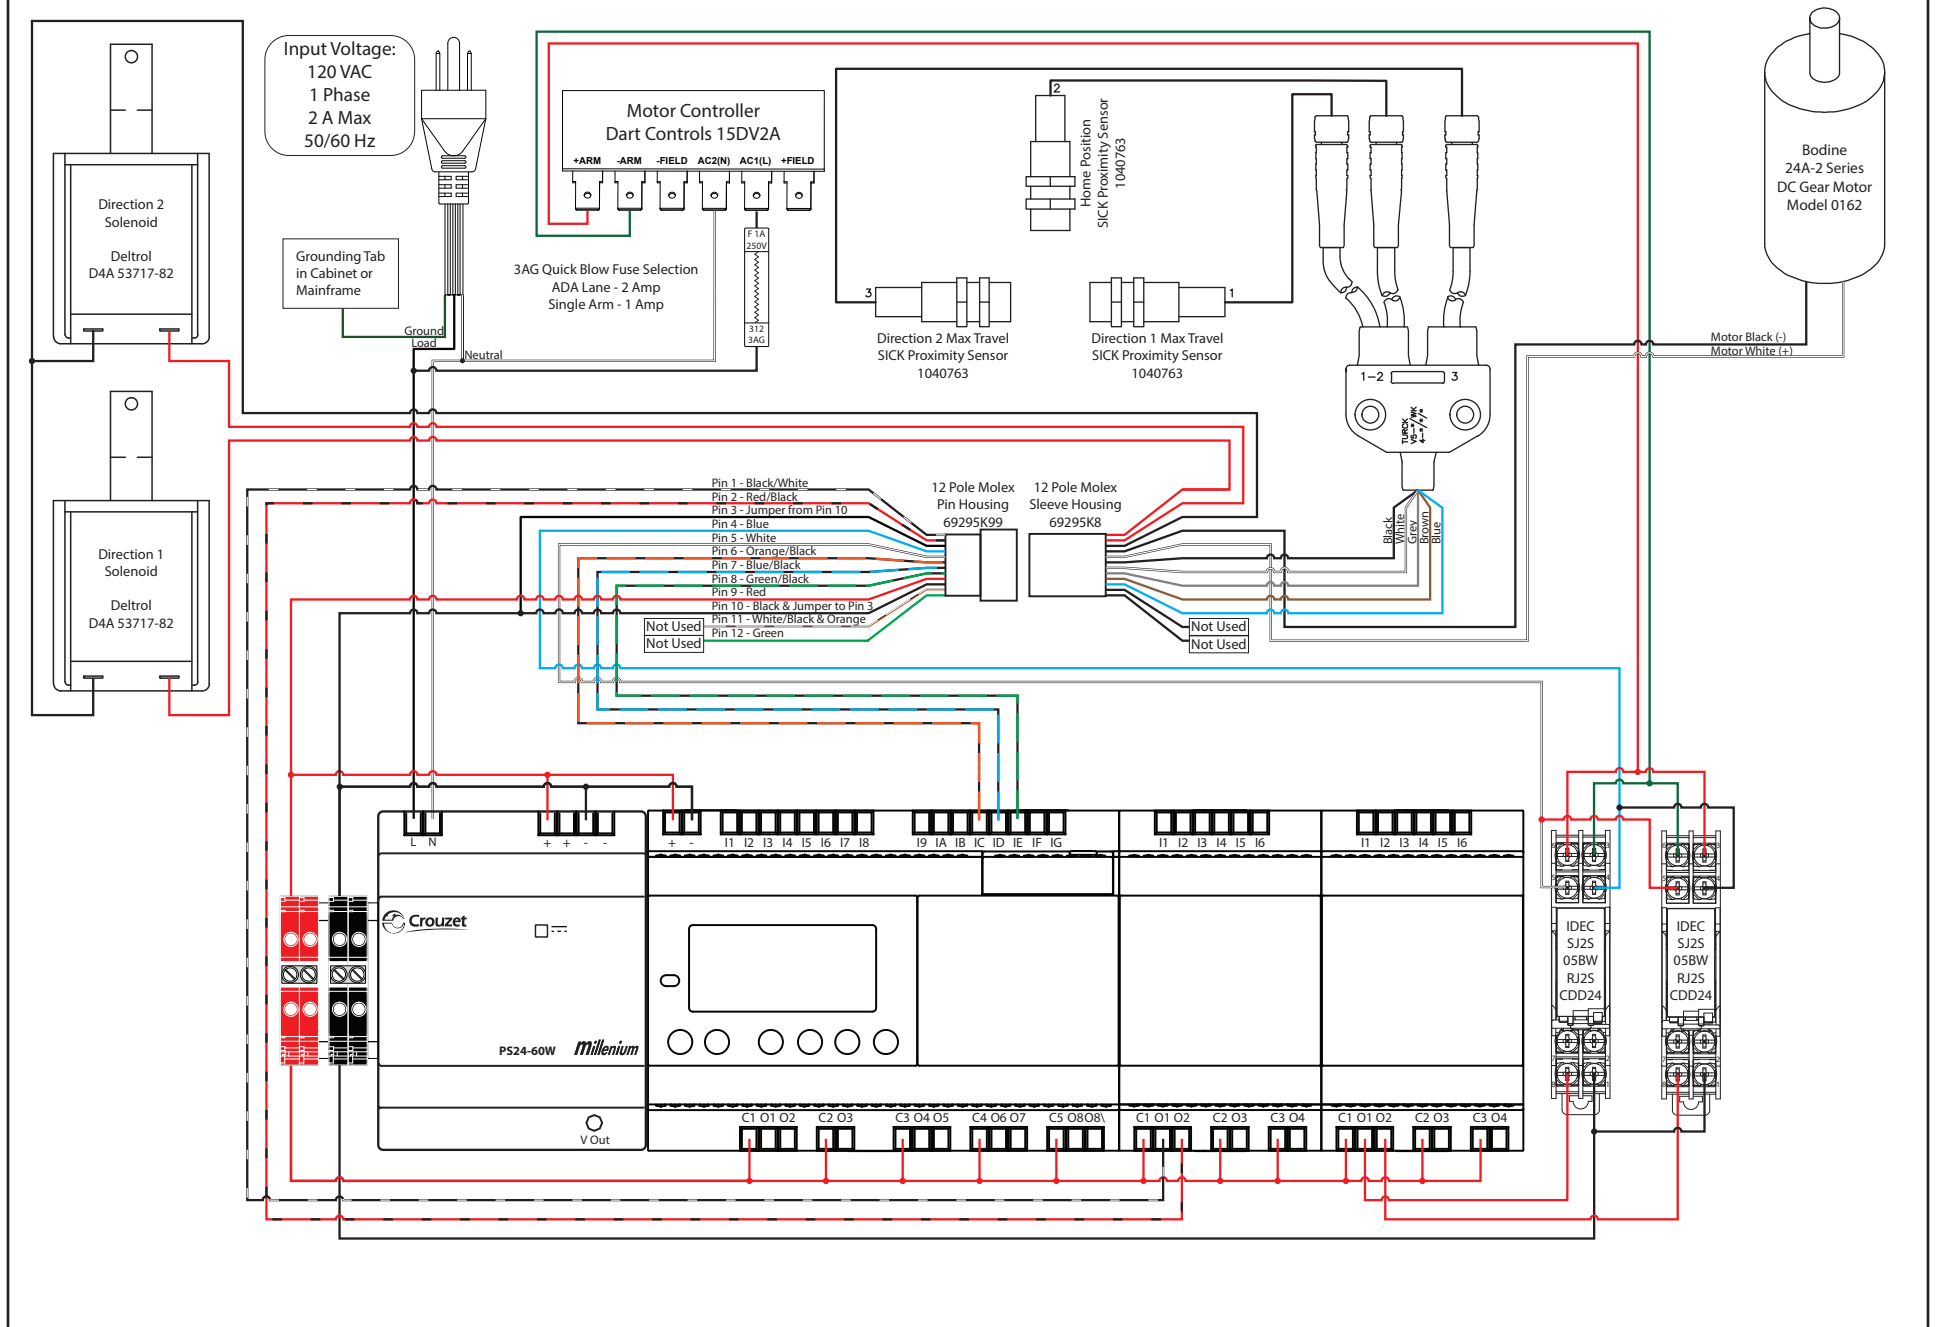 Input Voltage:
120 VAC
1 Phase
2 A Max
50/60 Hz
Motor Controller
Dart Controls 15DV2A
+ARM -ARM -FIELD AC2(N) AC1(L) +FIELD
F 1A
250V
312
3AG
3AG Quick Blow Fuse Selection
ADA Lane - 2 Amp
Single Arm - 1 Amp
Direction 2
Solenoid
Deltrol
D4A 53717-82
Grounding Tab
in Cabinet or
Mainframe
Ground
Load
Neutral
2
Home Position
SICK Proximity Sensor
1040763
3
Direction 2 Max Travel
SICK Proximity Sensor
1040763
1
Direction 1 Max Travel
SICK Proximity Sensor
1040763
Bodine
24A-2 Series
DC Gear Motor
Model 0162
Motor Black (-)
Motor White (+)
1-2 3
TURCK
Black
White
Grey
Brown
Blue
Direction 1
Solenoid
Deltrol
D4A 53717-82
Pin 1 - Black/White
Pin 2 - Red/Black
Pin 3 - Jumper from Pin 10
Pin 4 - Blue
Pin 5 - White
Pin 6 - Orange/Black
Pin 7 - Blue/Black
Pin 8 - Green/Black
Pin 9 - Red
Pin 10 - Black & Jumper to Pin 3
Pin 11 - White/Black & Orange
Pin 12 - Green
Not Used
Not Used
12 Pole Molex
Pin Housing
69295K99
12 Pole Molex
Sleeve Housing
69295K8
Not Used
Not Used
L N
+ + - -
+ -
I1 I2 I3 I4 I5 I6 I7 I8
I9 IA IB IC ID IE IF IG
I1 I2 I3 I4 I5 I6
I1 I2 I3 I4 I5 I6
Crouzet
PS24-60W
Millenium
V Out
C1 O1 O2
C2 O3
C3 O4 O5
C4 O6 O7
C5 O8O8\
C1 O1 O2
C2 O3
C3 O4
C1 O1 O2
C2 O3
C3 O4
IDEC
SJ2S
05BW
RJ2S
CDD24
IDEC
SJ2S
05BW
RJ2S
CDD24